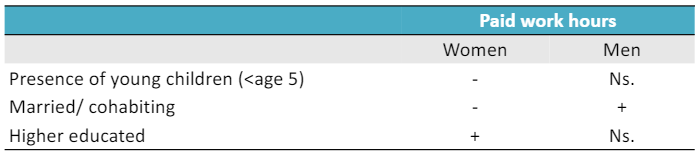 Paid work hours
Women Men
Presence of young children (<age 5) - Ns.
Married/ cohabiting - +
Higher educated + Ns.